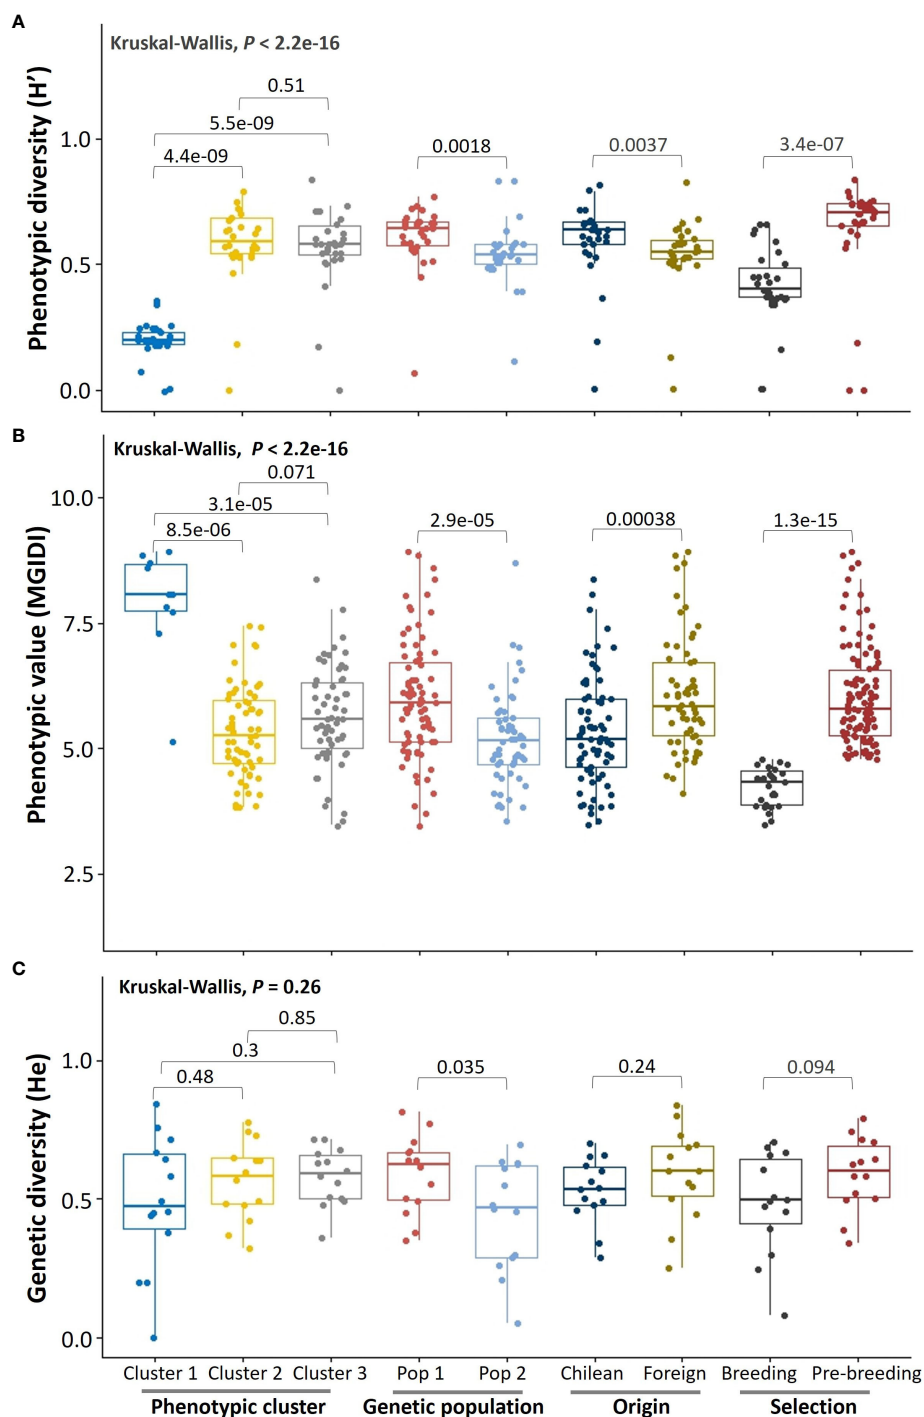 A
Kruskal-Wallis, P < 2.2e-16
Phenotypic diversity (H’)
0.51
5.5e-09
4.4e-09
0.0018
0.0037
3.4e-07
1.0
0.5
0.0
B
Kruskal-Wallis, P < 2.2e-16
Phenotypic value (MGIDI)
0.071
3.1e-05
8.5e-06
2.9e-05
0.00038
1.3e-15
10.0
7.5
5.0
2.5
C
Kruskal-Wallis, P = 0.26
Genetic diversity (He)
0.85
0.3
0.48
0.035
0.24
0.094
1.0
0.5
0.0
Cluster 1 Cluster 2 Cluster 3 Pop 1 Pop 2 Chilean Foreign Breeding Pre-breeding
Phenotypic cluster Genetic population Origin Selection